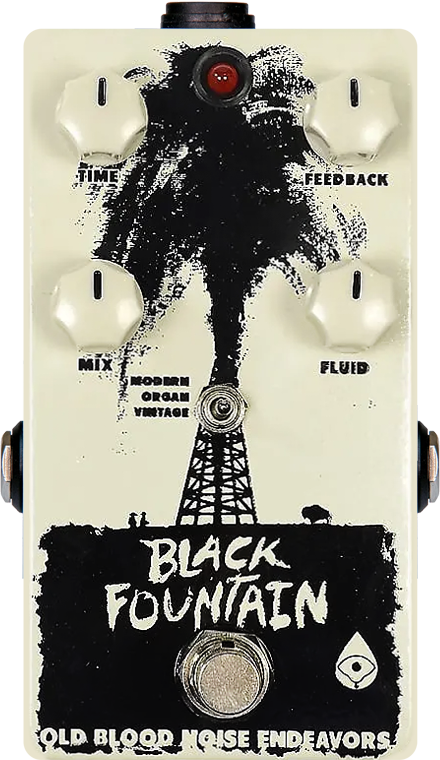 TIME
FEEDBACK
MIX
FLUID
MODERN
ORGAN
VINTAGE
BLACK
FOUNTAIN
OLD BLOOD NOISE ENDEAVORS